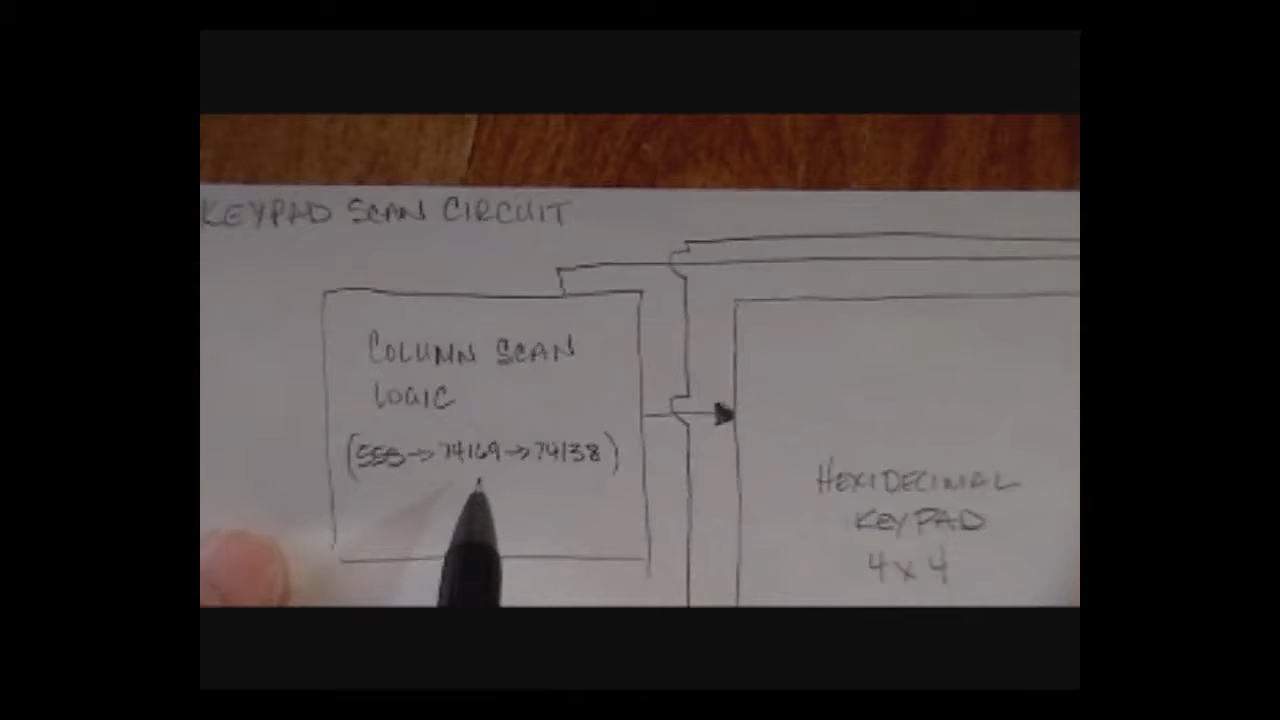 KEYPAD SCAN CIRCUIT
COLUMN SCAN
LOGIC
(555→74169→74138)
HEXIDECIMAL
KEYPAD
4x4